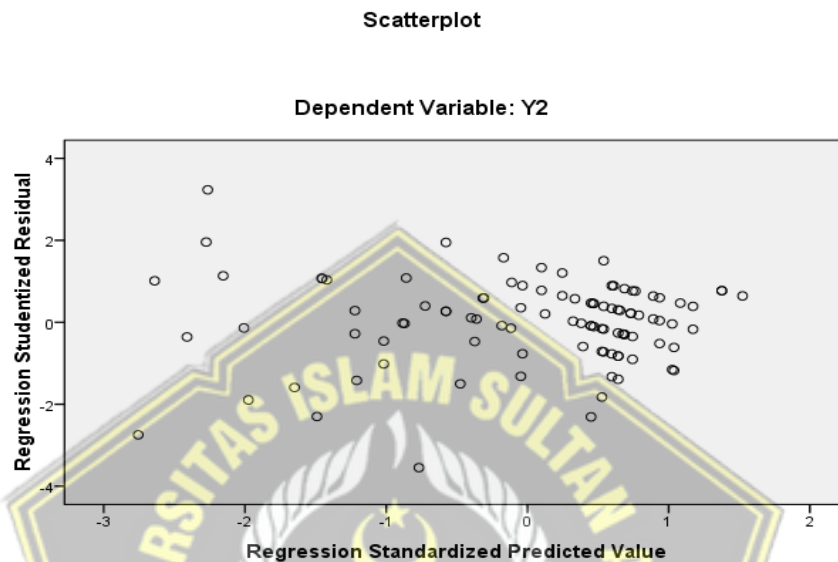 Scatterplot
Dependent Variable: Y2
Regression Studentized Residual
4
2
0
-2
-4
-3
-2
-1
0
1
2
Regression Standardized Predicted Value
RSITAS ISLAM SULTAN